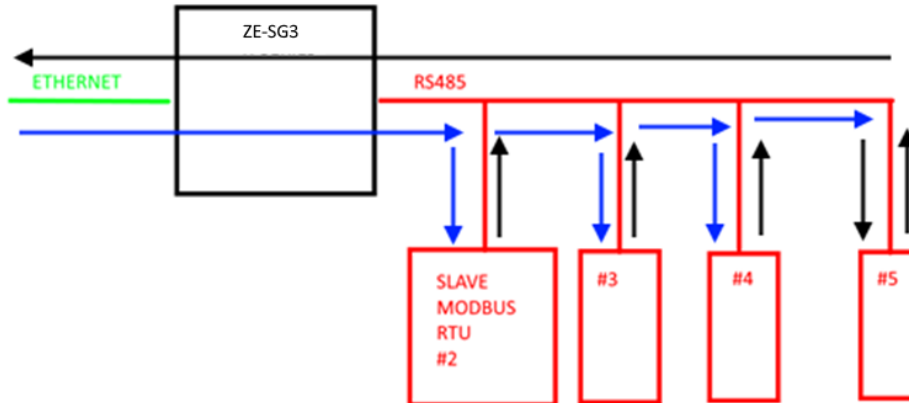 ZE-SG3
ETHERNET
RS485
SLAVE
MODBUS
RTU
#2
#3
#4
#5